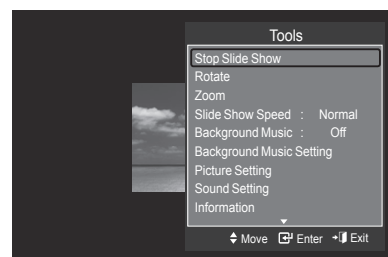 Tools
Stop Slide Show
Rotate
Zoom
Slide Show Speed : Normal
Background Music : Off
Background Music Setting
Picture Setting
Sound Setting
Information
Move Enter Exit